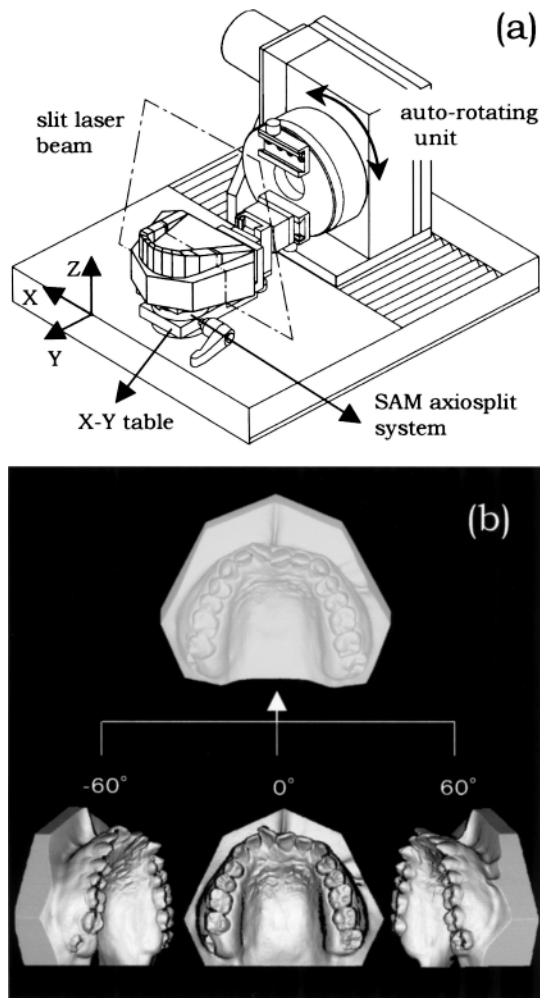 (a)
slit laser
beam
auto-rotating
unit
Z
X
Y
X-Y table
SAM axiosplit
system
(b)
-60°
0°
60°